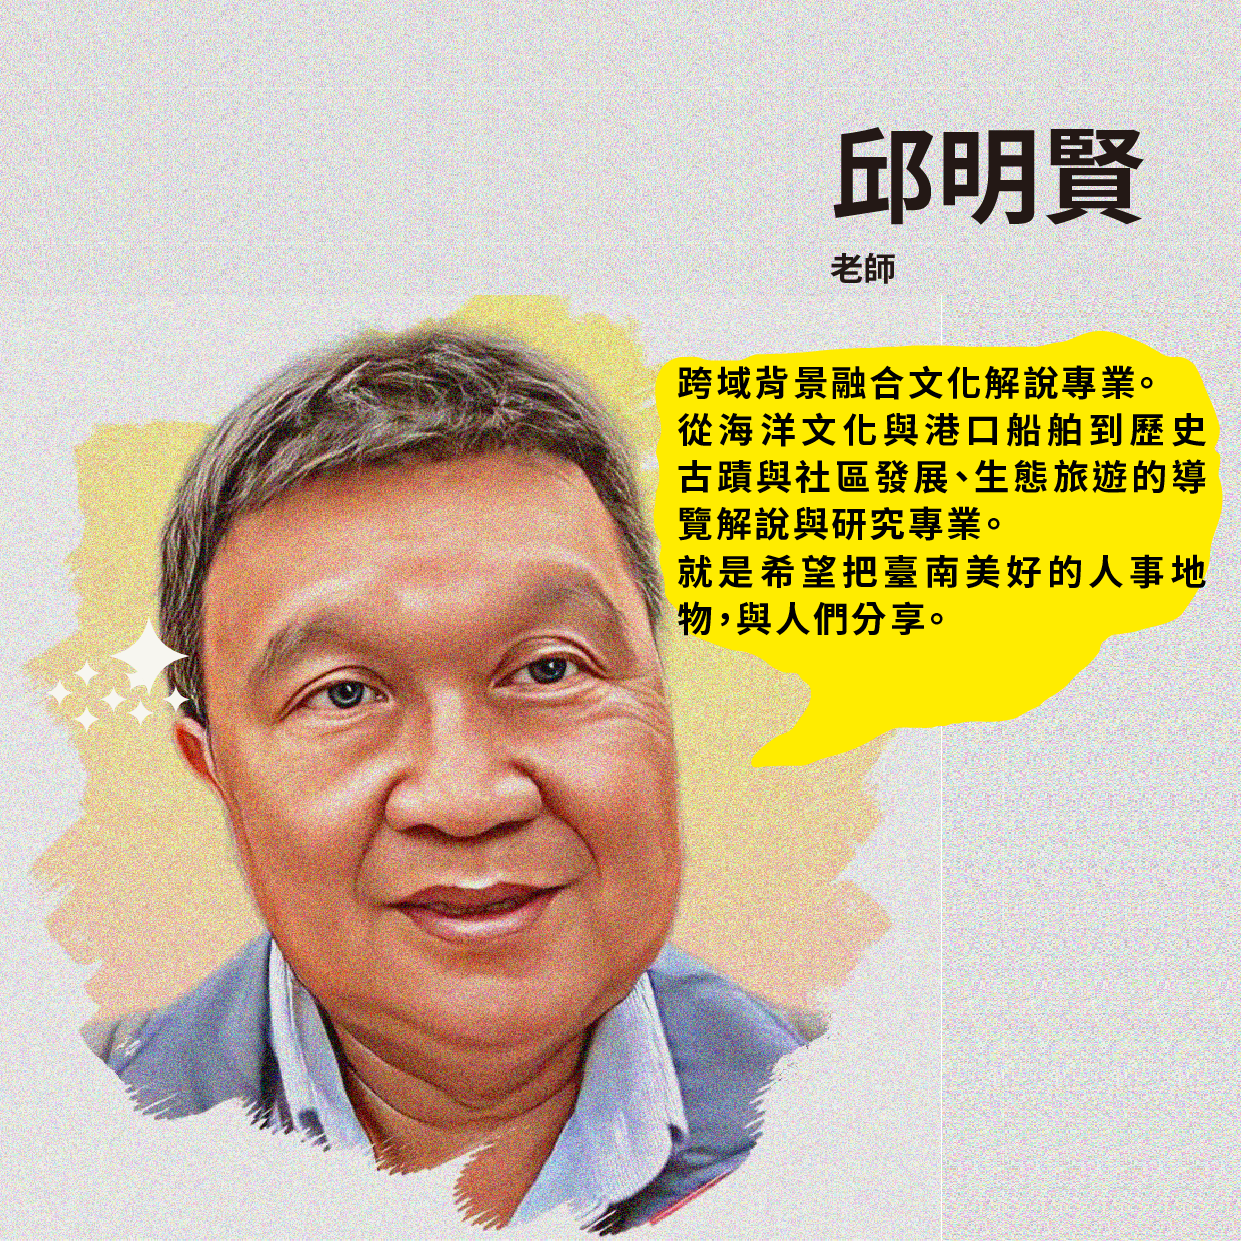 邱明賢
老師
跨域背景融合文化解說專業。
從海洋文化與港口船舶到歷史
古蹟與社區發展、生態旅遊的導
覽解說與研究專業。
就是希望把臺南美好的人事地
物，與人們分享。